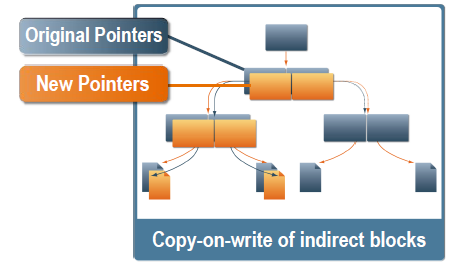 Original Pointers
New Pointers
Copy-on-write of indirect blocks